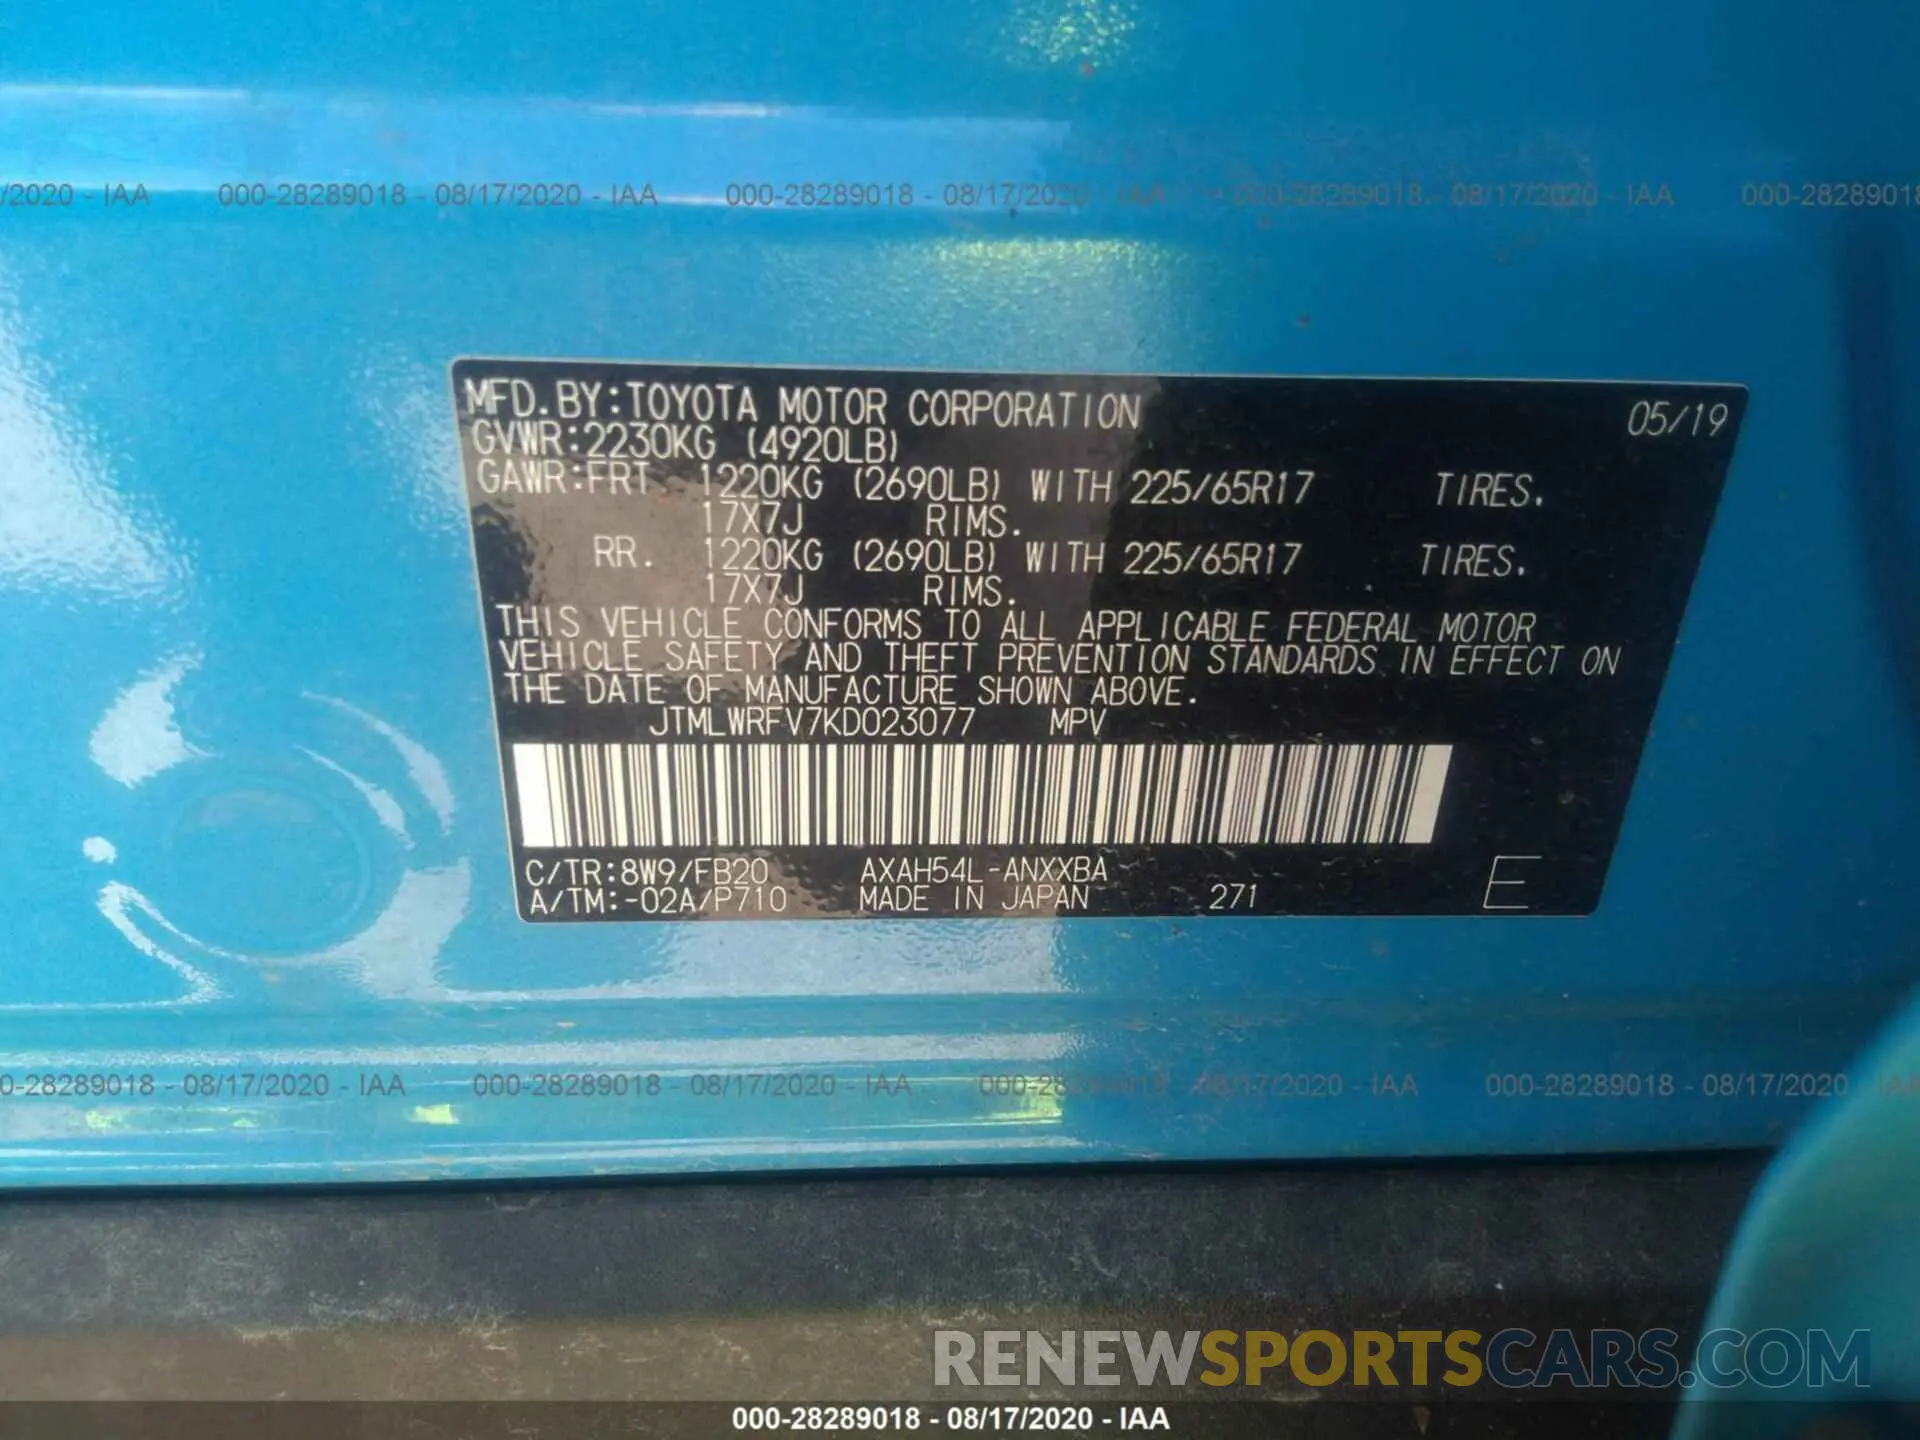 /2020 - IAA 000-28289018 - 08/17/2020 - IAA 000-28289018 - 08/17/2020 - IAA 000-28289018 - 08/17/2020 - IAA 000-28289018
MFD.BY:TOYOTA MOTOR CORPORATION 05/19
GVWR:2230KG (4920LB)
GAWR:FRT 1220KG (2690LB) WITH 225/65R17 TIRES.
17X7J RIMS.
RR. 1220KG (2690LB) WITH 225/65R17 TIRES.
17X7J RIMS.
THIS VEHICLE CONFORMS TO ALL APPLICABLE FEDERAL MOTOR
VEHICLE SAFETY AND THEFT PREVENTION STANDARDS IN EFFECT ON
THE DATE OF MANUFACTURE SHOWN ABOVE.
JTMLWRFV7KD023077 MPV
C/TR:8W9/FB20 AXAH54L-ANXXBA
A/TM:-02A/P710 MADE IN JAPAN 271 E
0-28289018 - 08/17/2020 - IAA 000-28289018 - 08/17/2020 - IAA 000-28289018 - 08/17/2020 - IAA 000-28289018 - 08/17/2020 - IAA
RENEWSPORTSCARS.COM
000-28289018 - 08/17/2020 - IAA